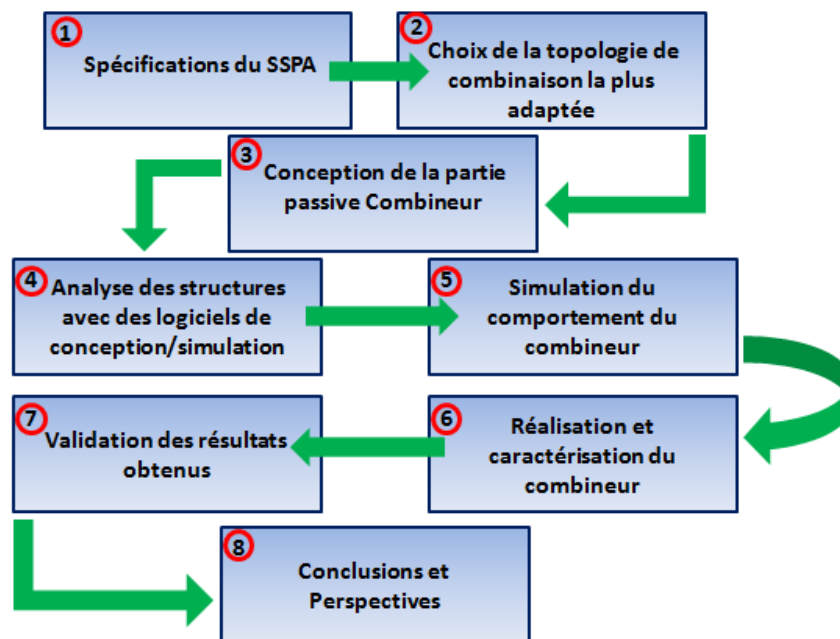 1
Spécifications du SSPA
2
Choix de la topologie de
combinaison la plus
adaptée
3
Conception de la partie
passive Combineur
4
Analyse des structures
avec des logiciels de
conception/simulation
5
Simulation du
comportement du
combineur
6
Réalisation et
caractérisation du
combineur
7
Validation des résultats
obtenus
8
Conclusions et
Perspectives